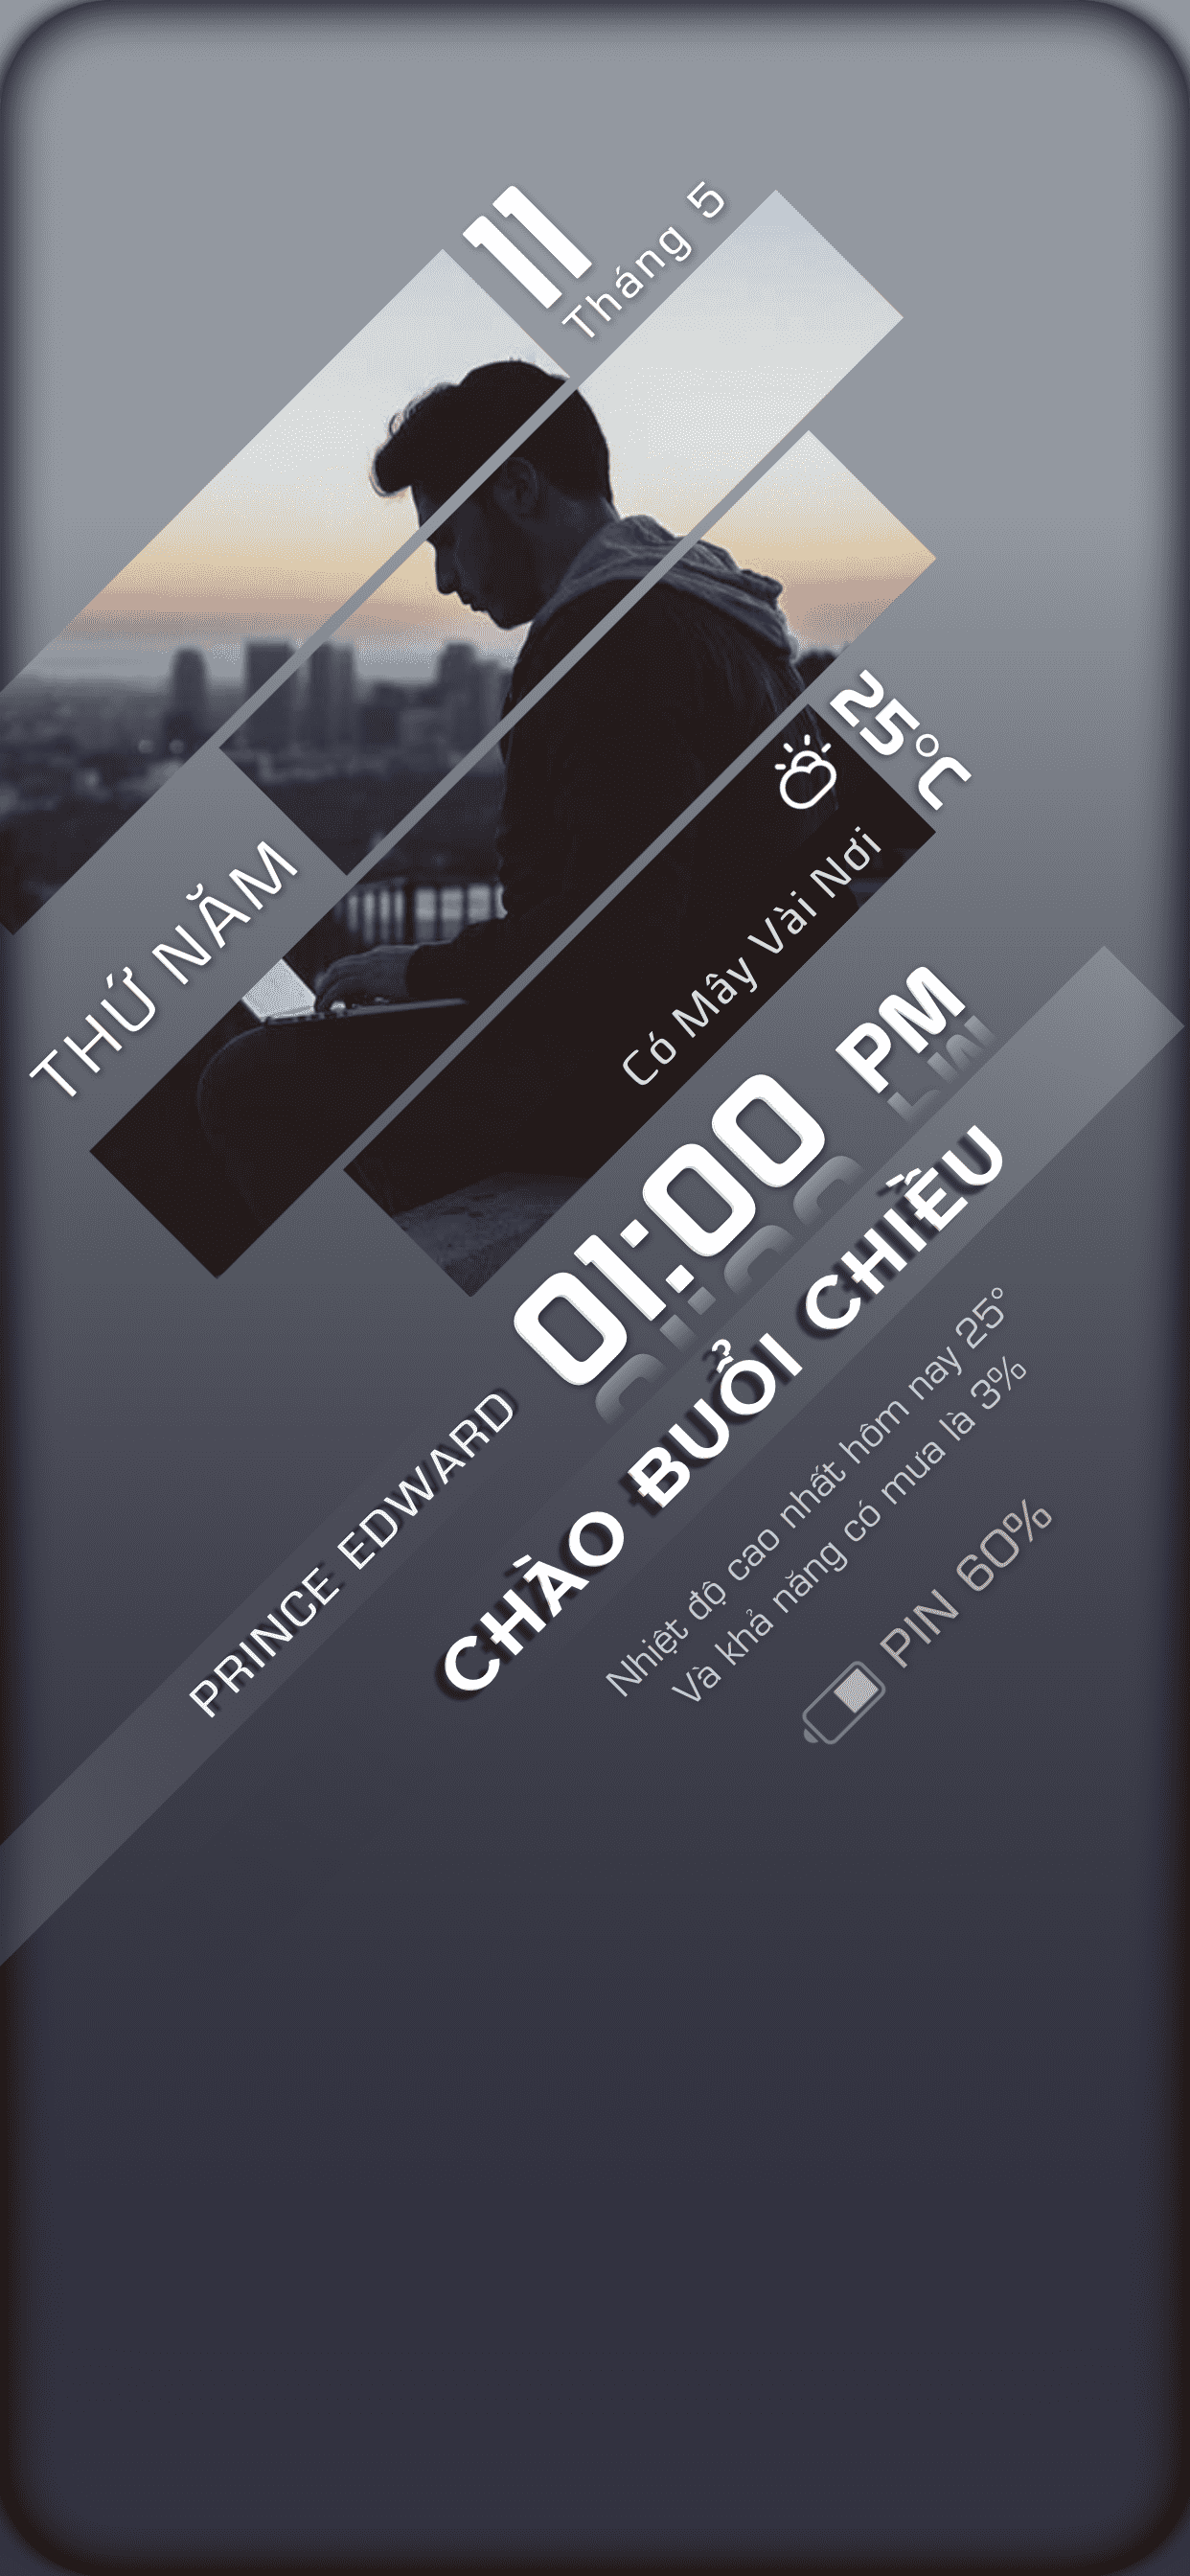 11
Tháng 5
THỨ NĂM
25°C
Có Mây Vài Nơi
01:00 PM
PRINCE EDWARD
CHÀO BUỔI CHIỀU
Nhiệt độ cao nhất hôm nay 25°
Và khả năng có mưa là 3%
PIN 60%